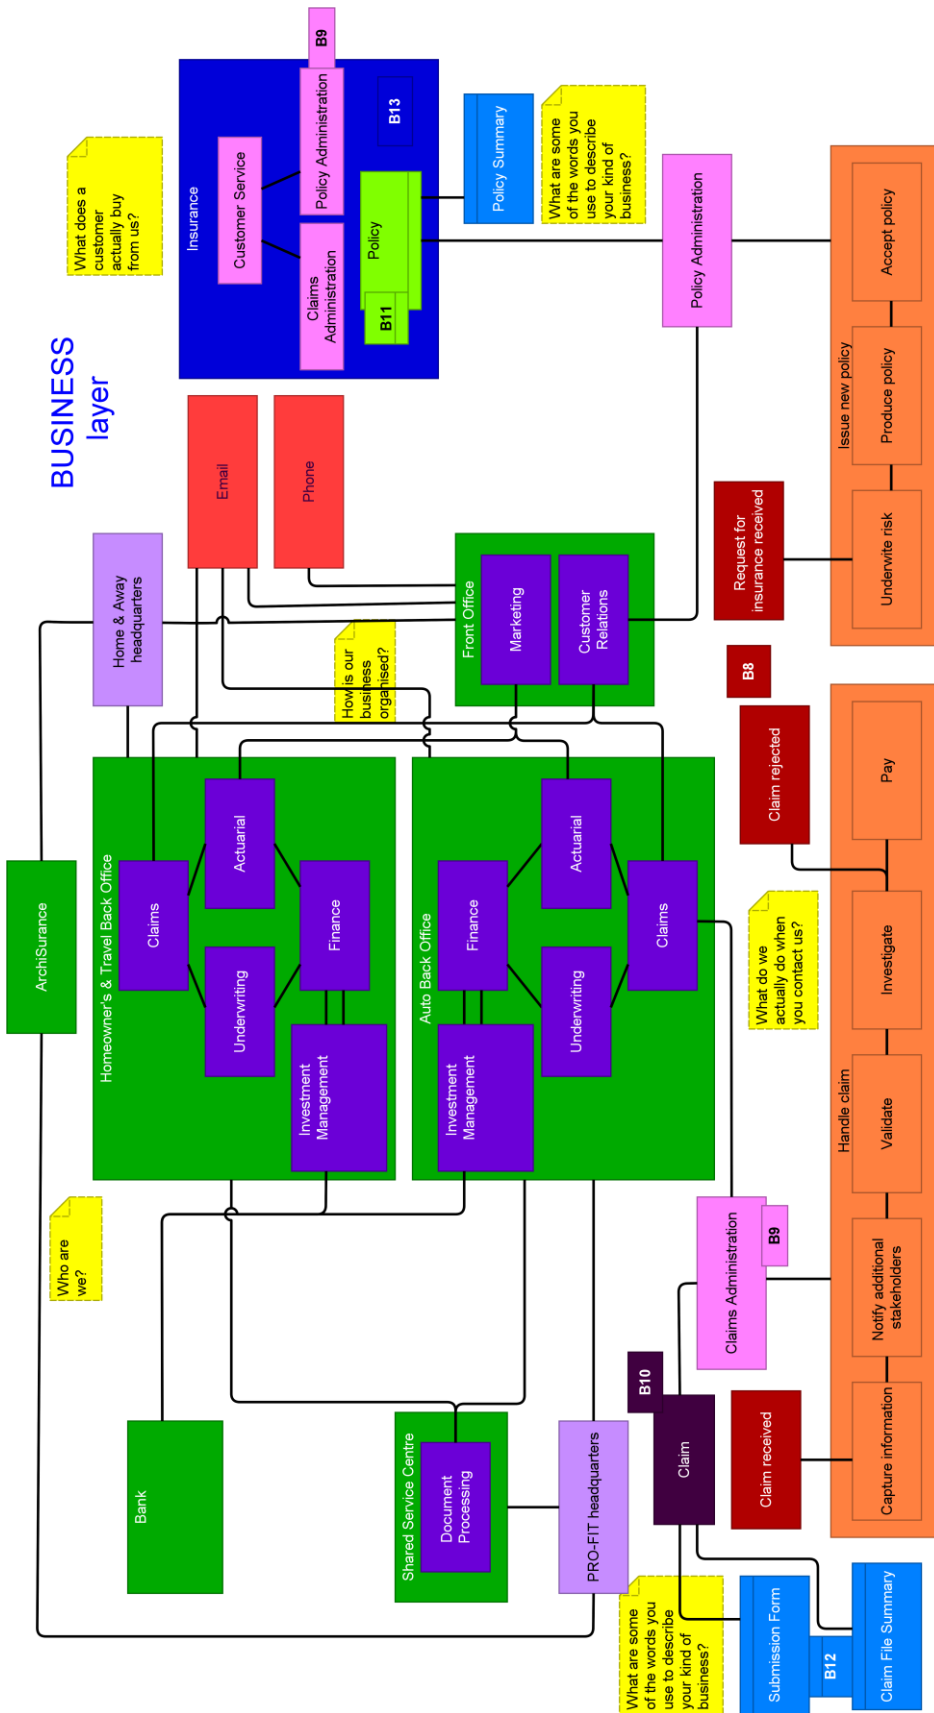 ArchiSurance
BUSINESS
layer
Who are
we?
What does a
customer
actually buy
from us?
Home & Away
headquarters
Homeowner's & Travel Back Office
Bank
Claims
Underwriting
Actuarial
Investment
Management
Finance
Email
Phone
Insurance
Customer Service
Claims
Administration
Policy Administration
B9
Policy
B11
B13
How is our
business
organised?
Shared Service Centre
Document
Processing
Auto Back Office
Investment
Management
Finance
Underwriting
Actuarial
Claims
Front Office
Marketing
Customer
Relations
Policy Summary
What are some
of the words you
use to describe
your kind of
business?
PRO-FIT headquarters
What are some
of the words you
use to describe
your kind of
business?
B10
Claim
Claims Administration
B9
Policy Administration
Submission Form
B12
Claim File Summary
Claim received
What do we
actually do when
you contact us?
Claim rejected
B8
Request for
insurance received
Handle claim
Capture information
Notify additional
stakeholders
Validate
Investigate
Pay
Issue new policy
Underwite risk
Produce policy
Accept policy